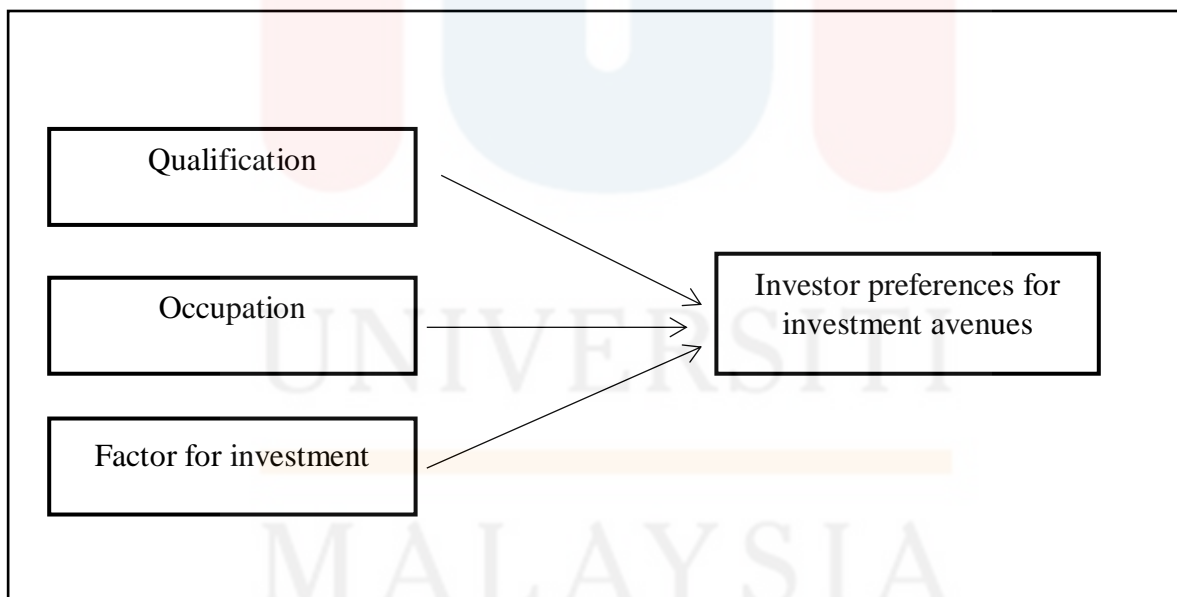 Qualification
Occupation
Factor for investment
Investor preferences for
investment avenues
UNIVERSITI
MALAYSIA